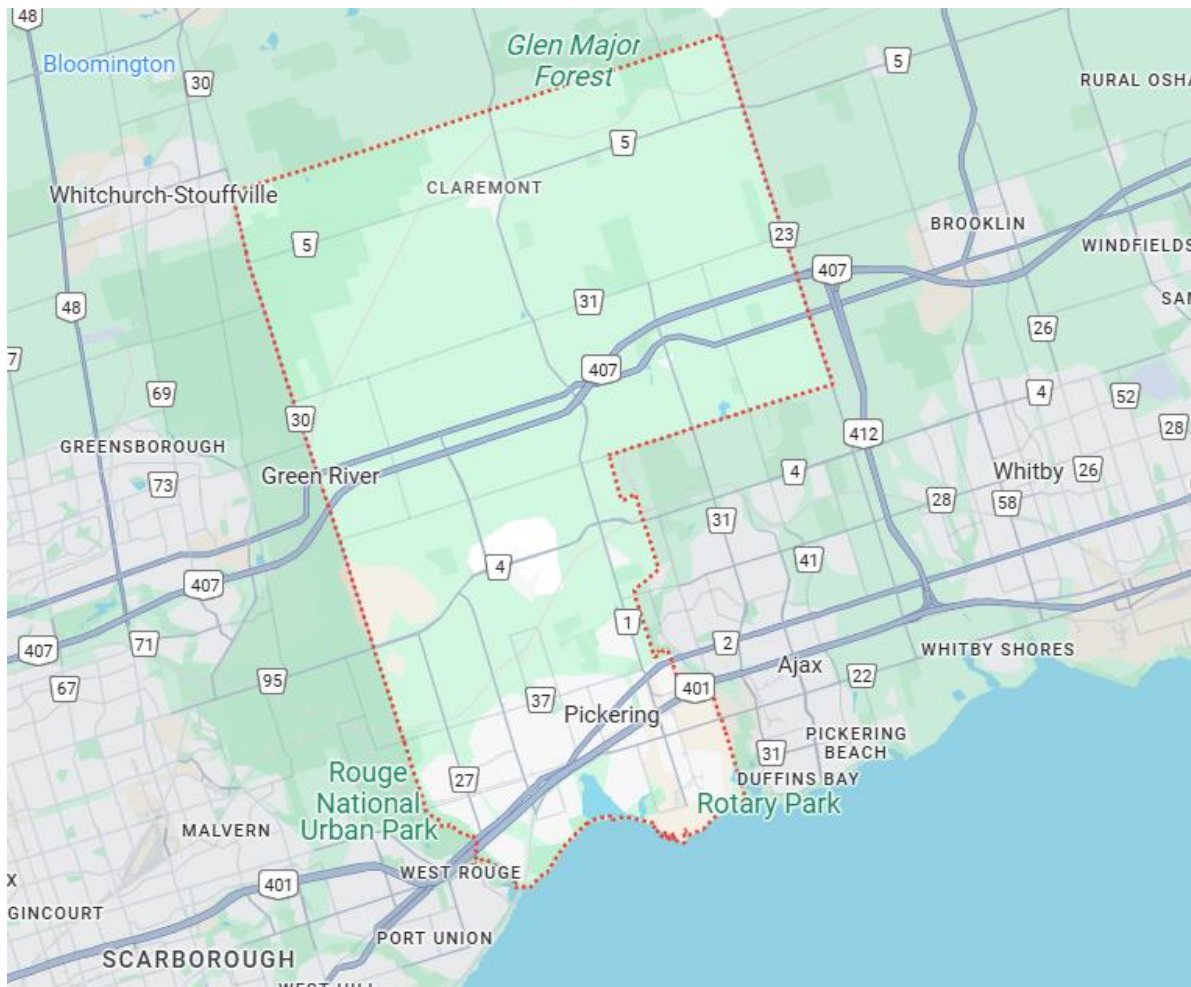 48
Glen Major
Forest
Bloomington
5
30
RURAL OSHA
5
Whitchurch-Stouffville
CLAREMONT
5
23
BROOKLIN
WINDFIELDS
407
48
31
SAN
26
7
407
69
4
52
30
28
GREENSBOROUGH
412
Green River
4
Whitby
26
73
28
58
31
4
41
407
1
71
2
407
WHITBY SHORES
Ajax
95
22
67
401
37
Pickering
PICKERING
BEACH
31
27
DUFFINS BAY
Rouge
National
Urban Park
Rotary Park
MALVERN
WEST ROUGE
X
401
GINCOURT
PORT UNION
SCARBOROUGH